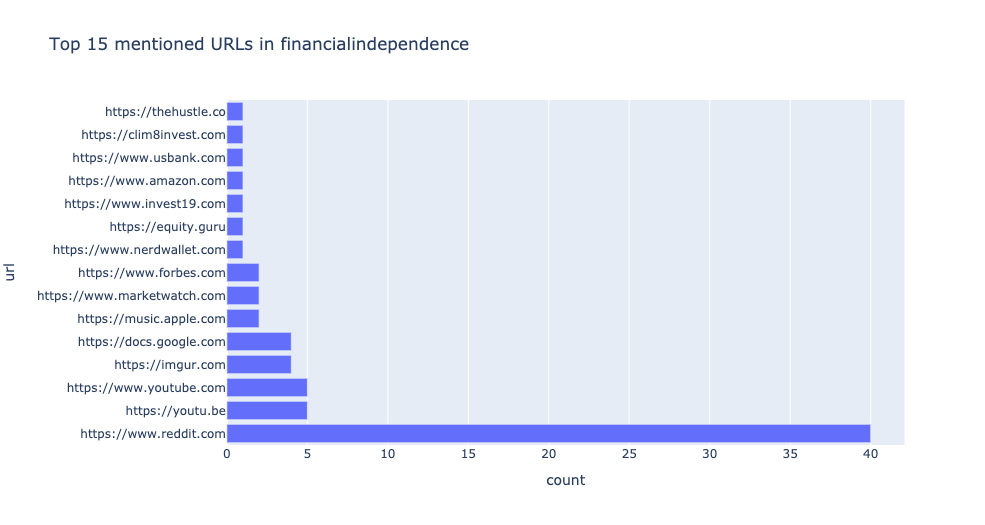 Top 15 mentioned URLs in financialindependence
url
https://thehustle.co
https://clim8invest.com
https://www.usbank.com
https://www.amazon.com
https://www.invest19.com
https://equity.guru
https://www.nerdwallet.com
https://www.forbes.com
https://www.marketwatch.com
https://music.apple.com
https://docs.google.com
https://imgur.com
https://www.youtube.com
https://youtu.be
https://www.reddit.com
0 5 10 15 20 25 30 35 40
count